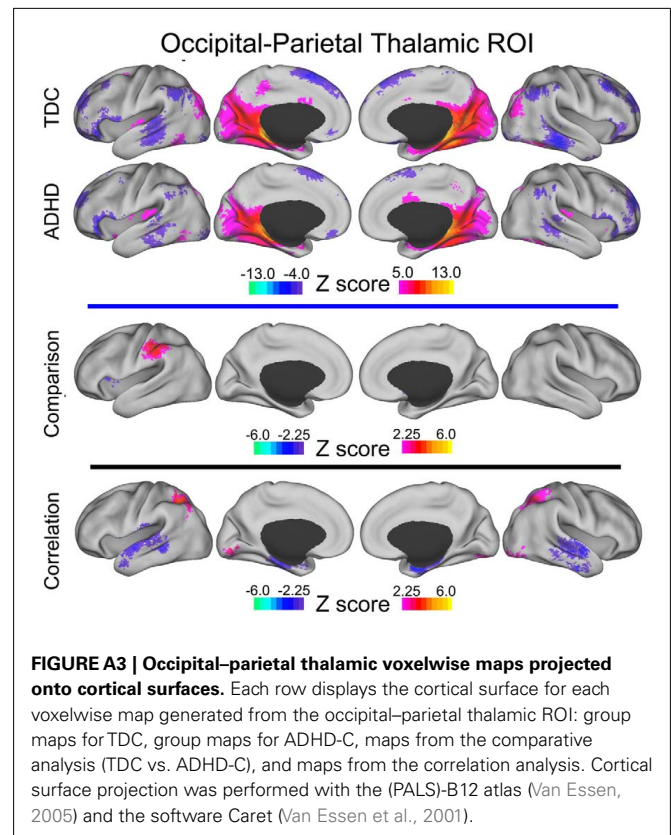 Occipital-Parietal Thalamic ROI
TDC
ADHD
-13.0 -4.0 Z score 5.0 13.0
Comparison
-6.0 -2.25 Z score 2.25 6.0
Correlation
-6.0 -2.25 Z score 2.25 6.0
FIGURE A3 | Occipital–parietal thalamic voxelwise maps projected
onto cortical surfaces. Each row displays the cortical surface for each
voxelwise map generated from the occipital–parietal thalamic ROI: group
maps for TDC, group maps for ADHD-C, maps from the comparative
analysis (TDC vs. ADHD-C), and maps from the correlation analysis. Cortical
surface projection was performed with the (PALS)-B12 atlas (Van Essen,
2005) and the software Caret (Van Essen et al., 2001).